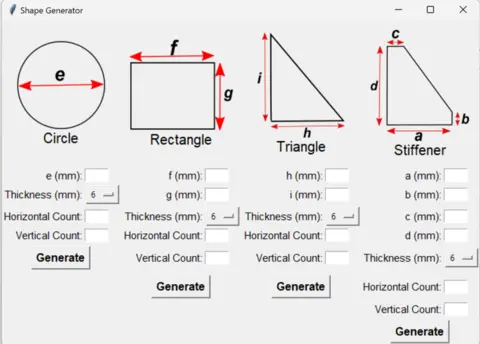 Shape Generator
e
Circle
e (mm):
Thickness (mm): 6
Horizontal Count:
Vertical Count:
Generate
f
g
Rectangle
f (mm):
g (mm):
Thickness (mm): 6
Horizontal Count:
Vertical Count:
Generate
i
h
Triangle
h (mm):
i (mm):
Thickness (mm): 6
Horizontal Count:
Vertical Count:
Generate
c
d
b
a
Stiffener
a (mm):
b (mm):
c (mm):
d (mm):
Thickness (mm): 6
Horizontal Count:
Vertical Count:
Generate